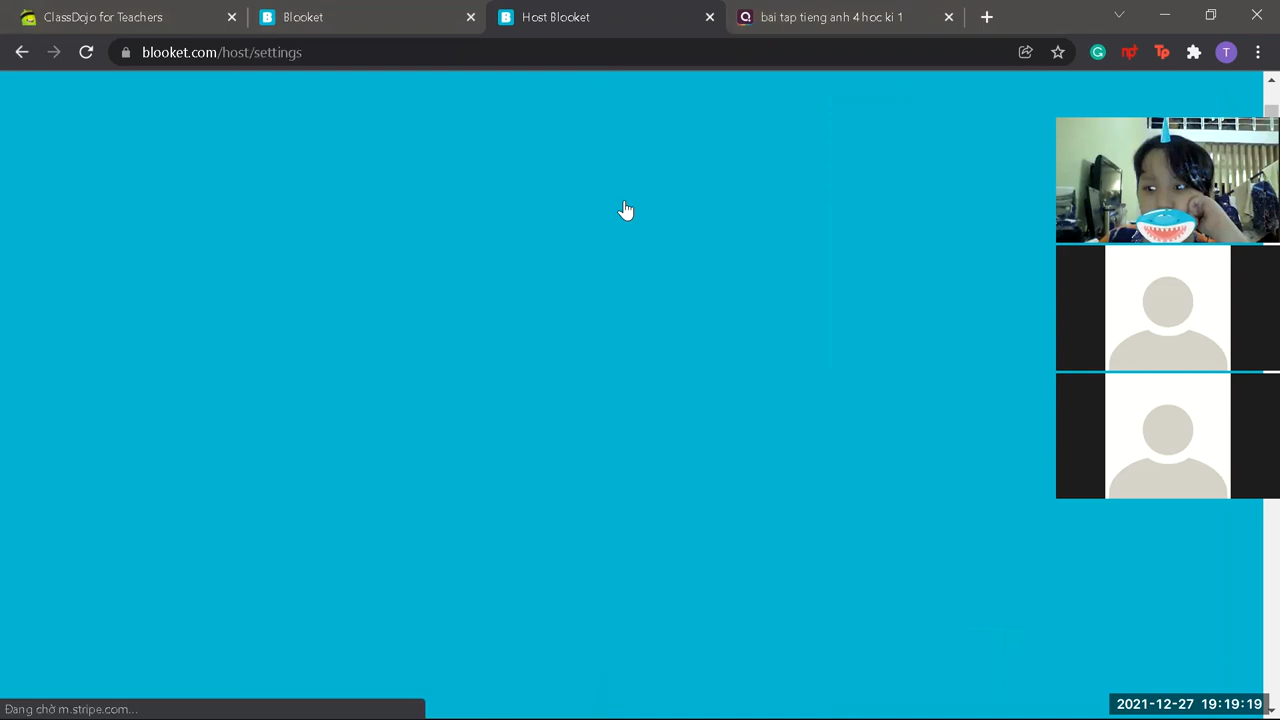 ClassDojo for Teachers
Blooket
Host Blooket
bai tap tieng anh 4 hoc ki 1
blooket.com/host/settings
T
Đang chờ m.stripe.com...
2021-12-27 19:19:19